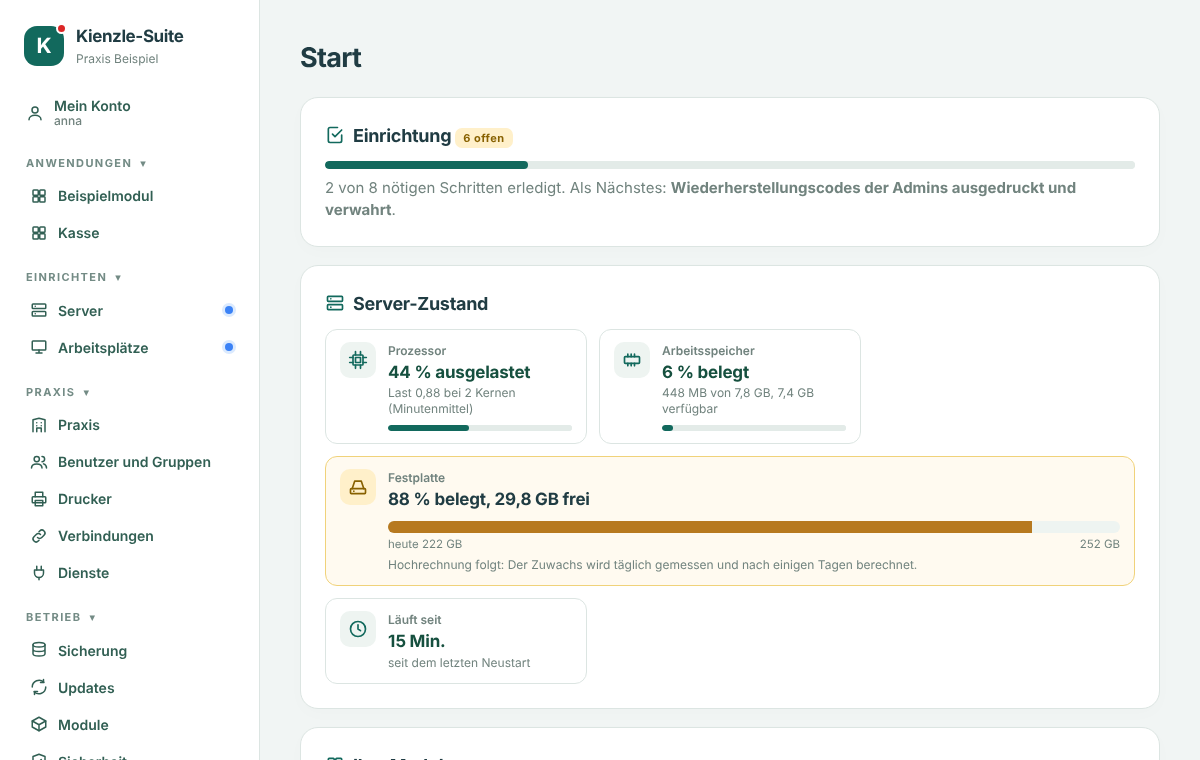 K
Kienzle-Suite
Praxis Beispiel
Mein Konto
anna
ANWENDUNGEN ▾
Beispielmodul
Kasse
EINRICHTEN ▾
Server
Arbeitsplätze
PRAXIS ▾
Praxis
Benutzer und Gruppen
Drucker
Verbindungen
Dienste
BETRIEB ▾
Sicherung
Updates
Module
Start
Einrichtung 6 offen
2 von 8 nötigen Schritten erledigt. Als Nächstes: Wiederherstellungscodes der Admins ausgedruckt und
verwahrt.
Server-Zustand
Prozessor
44 % ausgelastet
Last 0,88 bei 2 Kernen
(Minutenmittel)
Arbeitsspeicher
6 % belegt
448 MB von 7,8 GB, 7,4 GB
verfügbar
Festplatte
88 % belegt, 29,8 GB frei
heute 222 GB
252 GB
Hochrechnung folgt: Der Zuwachs wird täglich gemessen und nach einigen Tagen berechnet.
Läuft seit
15 Min.
seit dem letzten Neustart